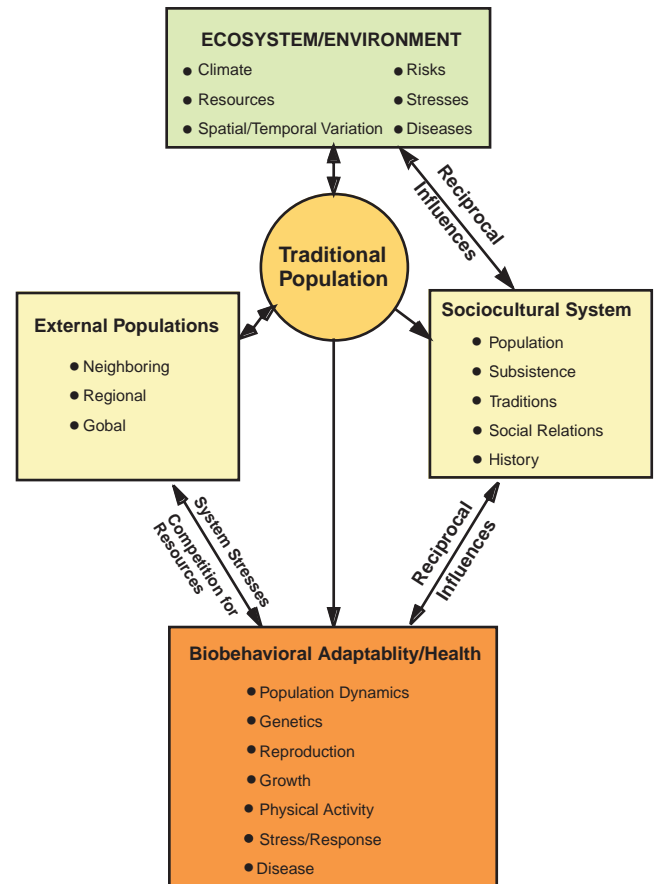 ECOSYSTEM/ENVIRONMENT
● Climate
● Resources
● Spatial/Temporal Variation
● Risks
● Stresses
● Diseases
Reciprocal
Influences
Traditional
Population
External Populations
● Neighboring
● Regional
● Gobal
Sociocultural System
● Population
● Subsistence
● Traditions
● Social Relations
● History
System Stresses
Competition for
Resources
Reciprocal
Influences
Biobehavioral Adaptablity/Health
● Population Dynamics
● Genetics
● Reproduction
● Growth
● Physical Activity
● Stress/Response
● Disease